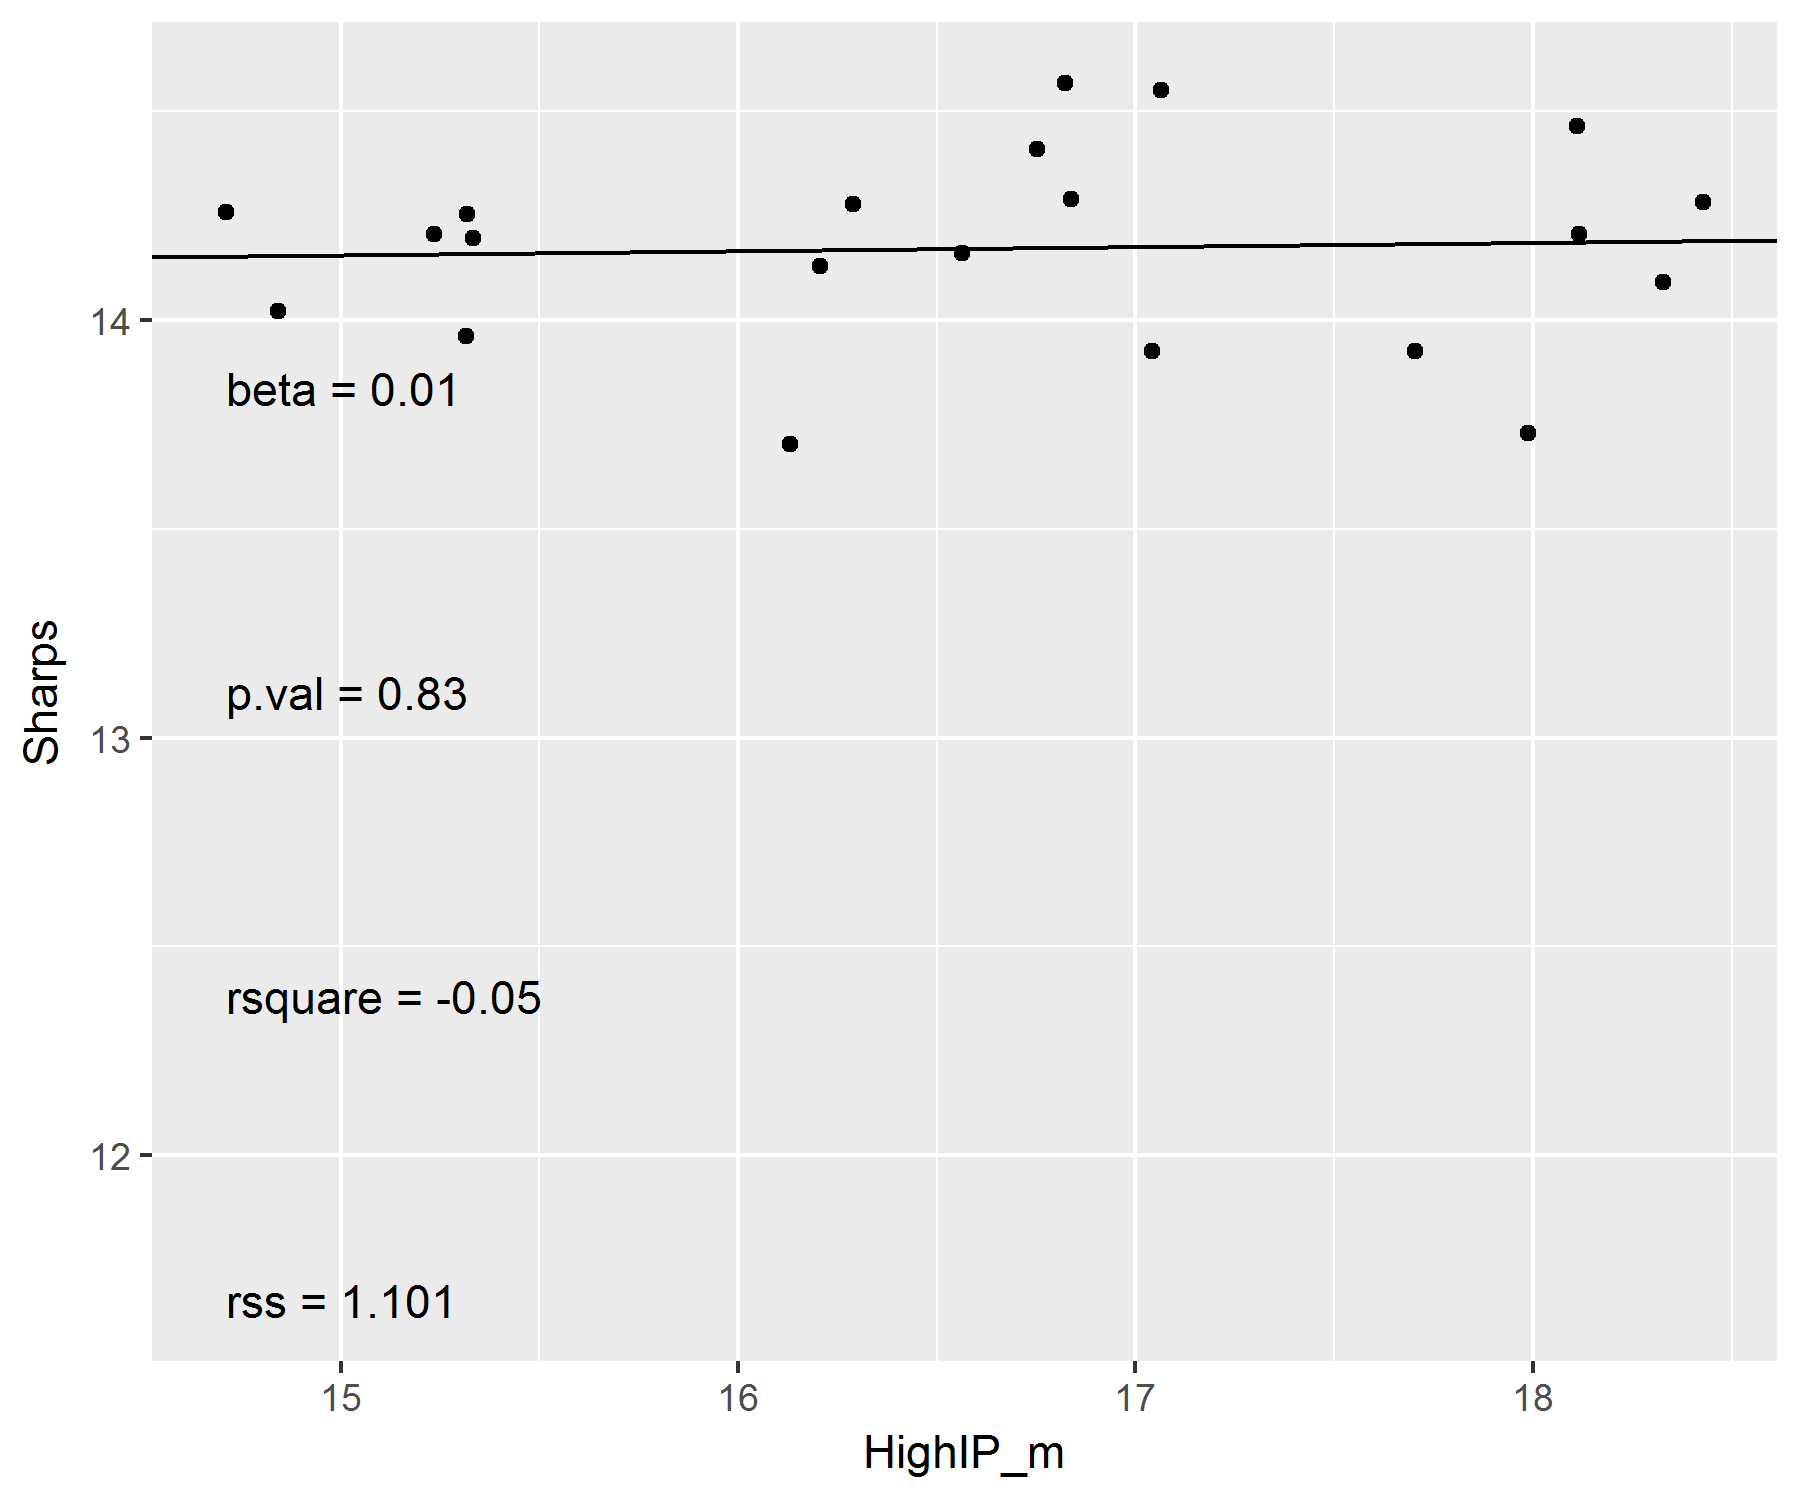 14
beta = 0.01
p.val = 0.83
13
Sharps
rsquare = -0.05
12
rss = 1.101
15 16 17 18
HighIP_m